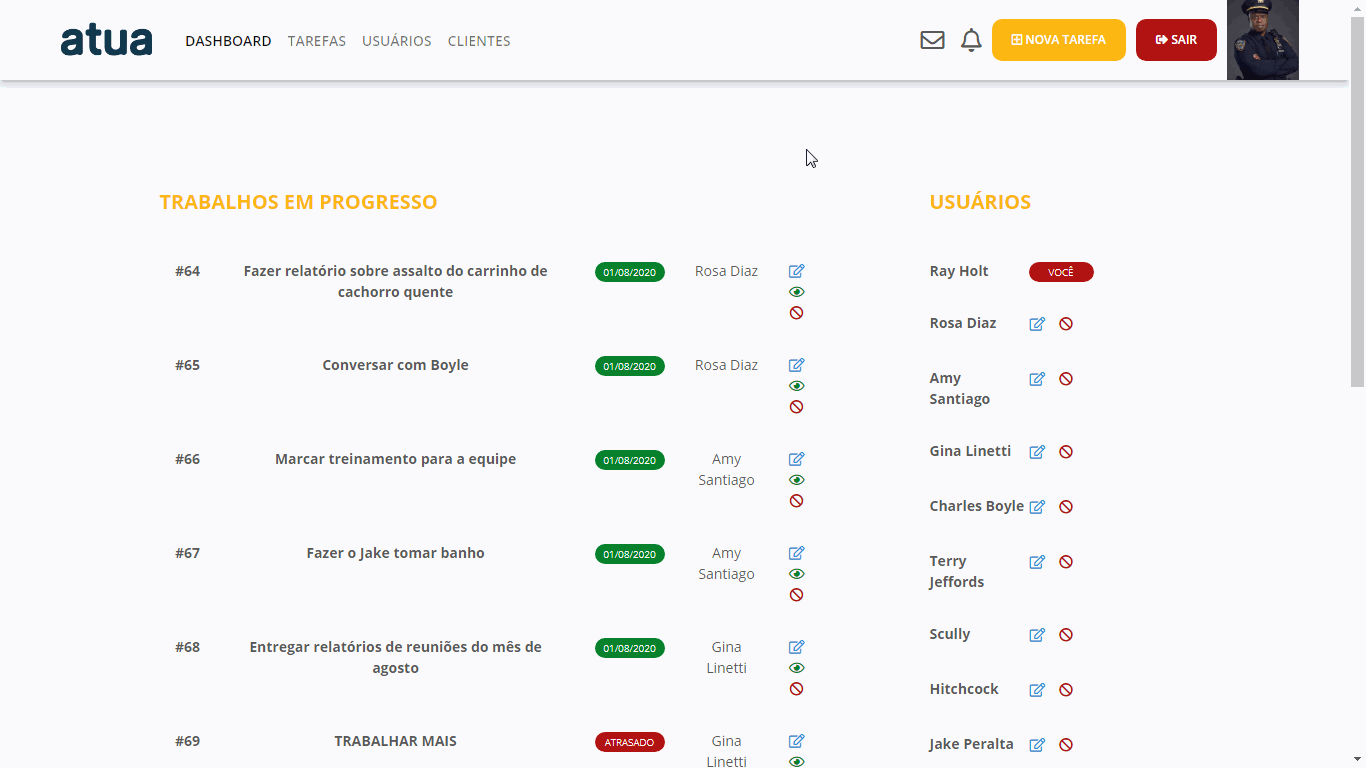 atua
DASHBOARD TAREFAS USUÁRIOS CLIENTES
NOVA TAREFA
SAIR
TRABALHOS EM PROGRESSO
#64 Fazer relatório sobre assalto do carrinho de
cachorro quente
01/08/2020 Rosa Diaz
#65 Conversar com Boyle 01/08/2020 Rosa Diaz
#66 Marcar treinamento para a equipe 01/08/2020 Amy
Santiago
#67 Fazer o Jake tomar banho 01/08/2020 Amy
Santiago
#68 Entregar relatórios de reuniões do mês de
agosto
01/08/2020 Gina
Linetti
#69 TRABALHAR MAIS ATRASADO Gina
Linetti
USUÁRIOS
Ray Holt VOCÊ
Rosa Diaz
Amy
Santiago
Gina Linetti
Charles Boyle
Terry
Jeffords
Scully
Hitchcock
Jake Peralta